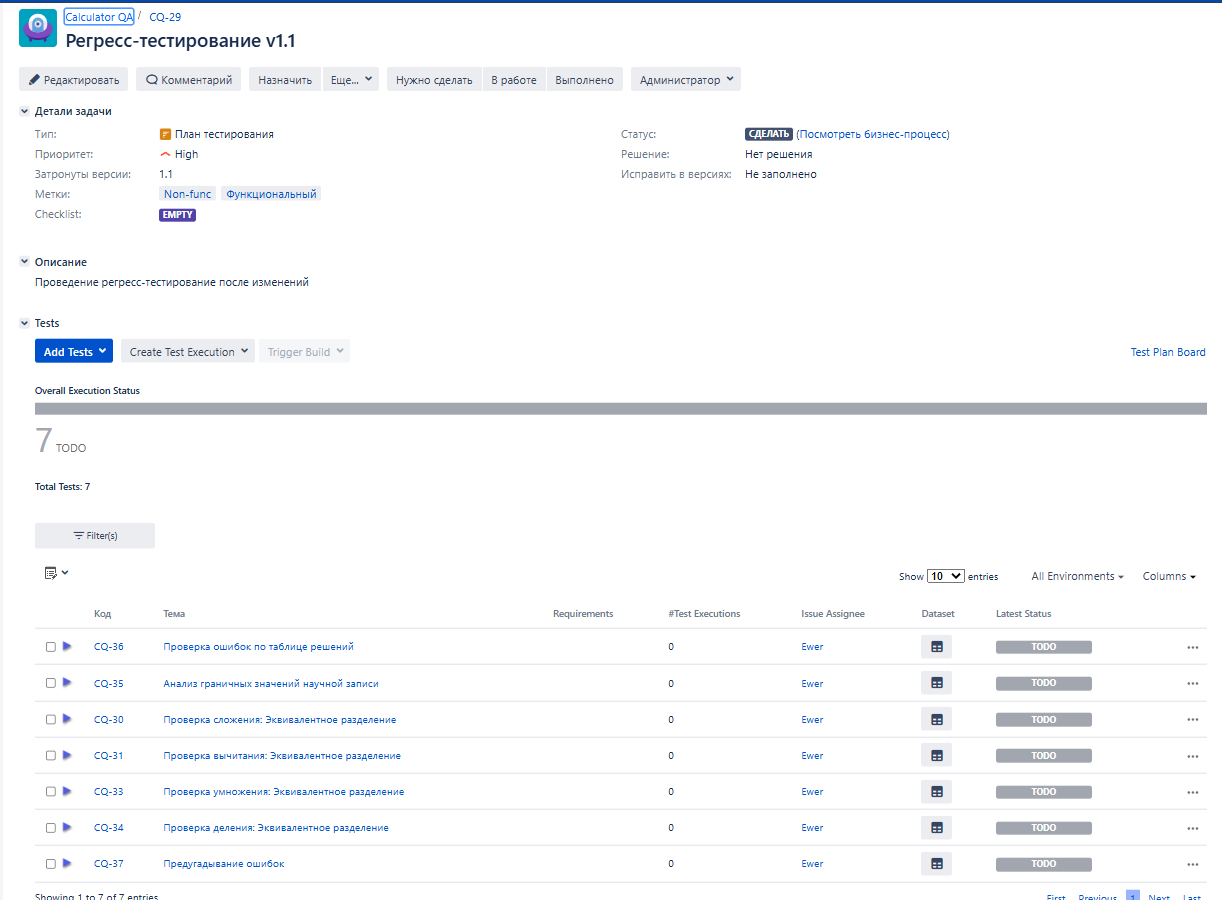 Calculator QA / CQ-29
Регресс-тестирование v1.1
Редактировать Комментарий Назначить Еще... Нужно сделать В работе Выполнено Администратор
Детали задачи
Тип: План тестирования Статус: СДЕЛАТЬ (Посмотреть бизнес-процесс)
Приоритет: High Решение: Нет решения
Затронуты версии: 1.1 Исправить в версиях: Не заполнено
Метки: Non-func Функциональный
Checklist: EMPTY
Описание
Проведение регресс-тестирование после изменений
Tests
Add Tests Create Test Execution Trigger Build Test Plan Board
Overall Execution Status
7 TODO
Total Tests: 7
Filter(s)
Show 10 entries All Environments Columns
Код Тема Requirements #Test Executions Issue Assignee Dataset Latest Status
CQ-36 Проверка ошибок по таблице решений 0 Ewer TODO ...
CQ-35 Анализ граничных значений научной записи 0 Ewer TODO ...
CQ-30 Проверка сложения: Эквивалентное разделение 0 Ewer TODO ...
CQ-31 Проверка вычитания: Эквивалентное разделение 0 Ewer TODO ...
CQ-33 Проверка умножения: Эквивалентное разделение 0 Ewer TODO ...
CQ-34 Проверка деления: Эквивалентное разделение 0 Ewer TODO ...
CQ-37 Предугадывание ошибок 0 Ewer TODO ...
Showing 1 to 7 of 7 entries First Previous 1 Next Last